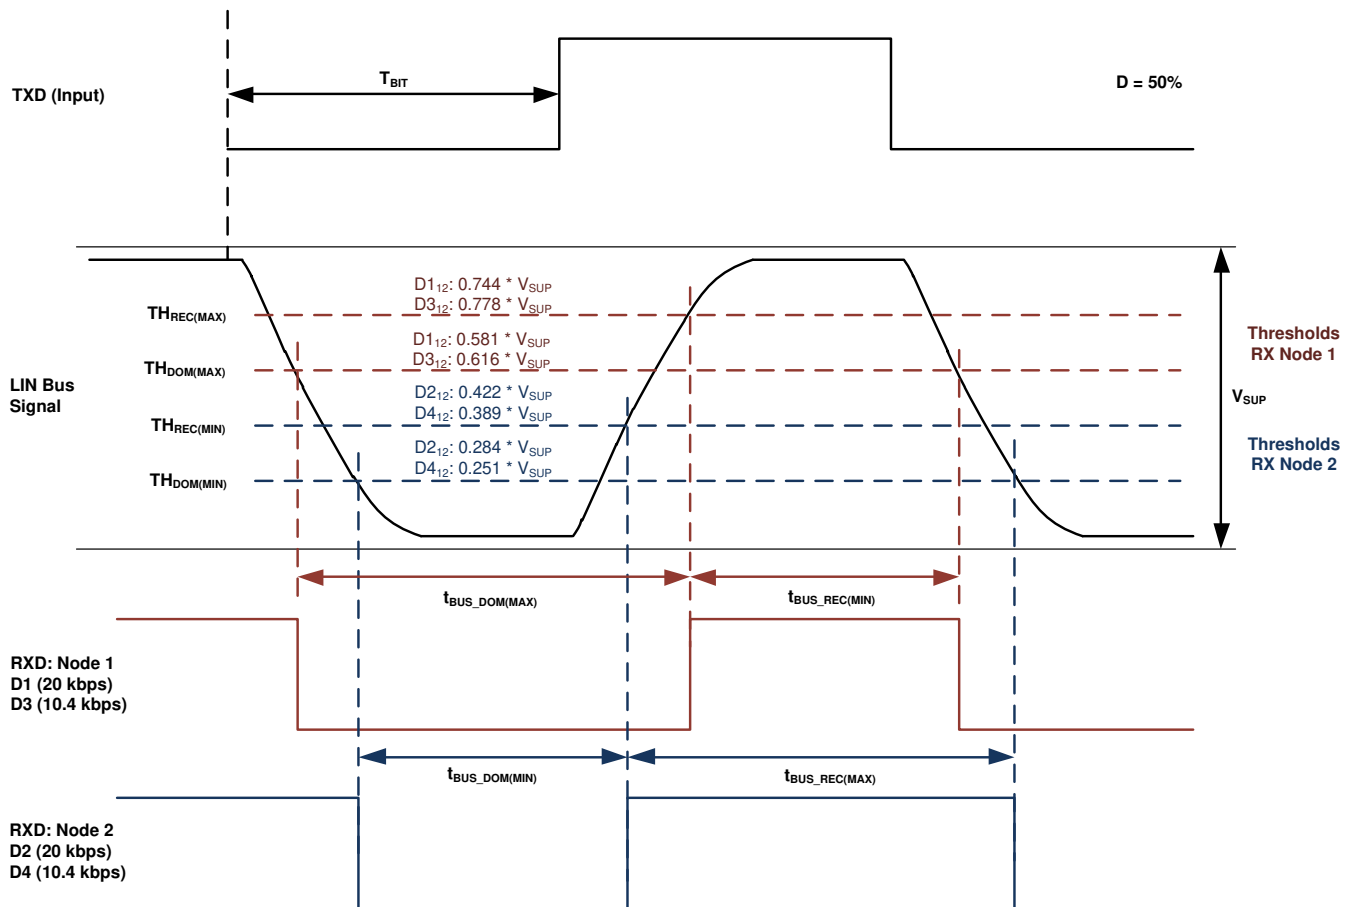 TXD (Input)
T_BIT
D = 50%
D1₁₂: 0.744 * V_SUP
D3₁₂: 0.778 * V_SUP
TH_REC(MAX)
D1₁₂: 0.581 * V_SUP
D3₁₂: 0.616 * V_SUP
Thresholds
RX Node 1
TH_DOM(MAX)
LIN Bus
Signal
D2₁₂: 0.422 * V_SUP
D4₁₂: 0.389 * V_SUP
V_SUP
TH_REC(MIN)
D2₁₂: 0.284 * V_SUP
D4₁₂: 0.251 * V_SUP
Thresholds
RX Node 2
TH_DOM(MIN)
t_BUS_DOM(MAX)
t_BUS_REC(MIN)
RXD: Node 1
D1 (20 kbps)
D3 (10.4 kbps)
t_BUS_DOM(MIN)
t_BUS_REC(MAX)
RXD: Node 2
D2 (20 kbps)
D4 (10.4 kbps)